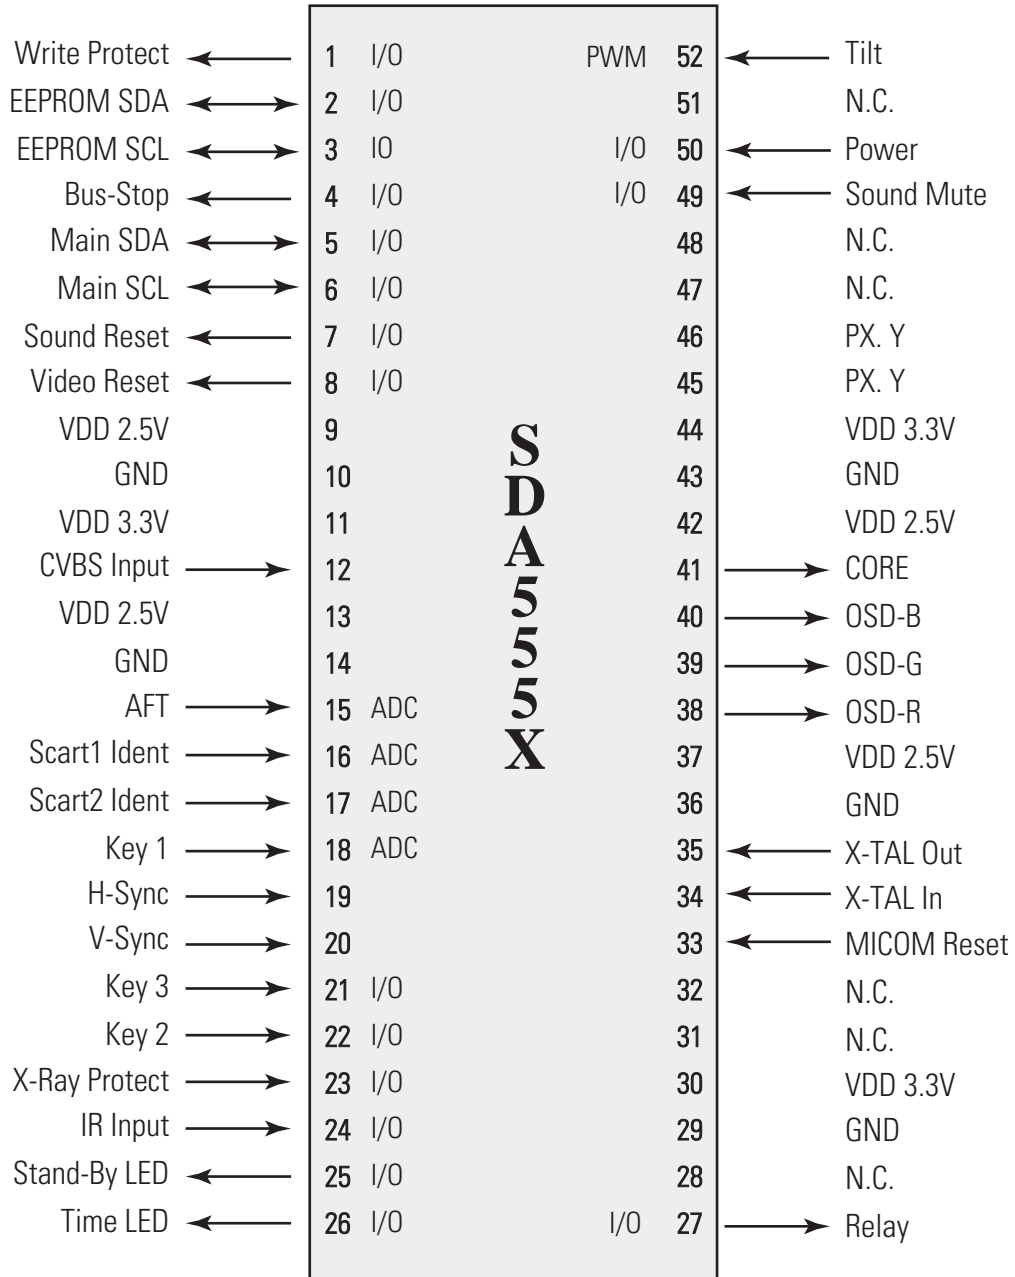 Write Protect 1 I/O PWM 52 Tilt
EEPROM SDA 2 I/O 51 N.C.
EEPROM SCL 3 IO I/O 50 Power
Bus-Stop 4 I/O I/O 49 Sound Mute
Main SDA 5 I/O 48 N.C.
Main SCL 6 I/O 47 N.C.
Sound Reset 7 I/O 46 PX. Y
Video Reset 8 I/O 45 PX. Y
VDD 2.5V 9 44 VDD 3.3V
GND 10 43 GND
VDD 3.3V 11 42 VDD 2.5V
CVBS Input 12 41 CORE
VDD 2.5V 13 40 OSD-B
GND 14 39 OSD-G
AFT 15 ADC 38 OSD-R
Scart1 Ident 16 ADC 37 VDD 2.5V
Scart2 Ident 17 ADC 36 GND
Key 1 18 ADC 35 X-TAL Out
H-Sync 19 34 X-TAL In
V-Sync 20 33 MICOM Reset
Key 3 21 I/O 32 N.C.
Key 2 22 I/O 31 N.C.
X-Ray Protect 23 I/O 30 VDD 3.3V
IR Input 24 I/O 29 GND
Stand-By LED 25 I/O 28 N.C.
Time LED 26 I/O I/O 27 Relay
SDA555X